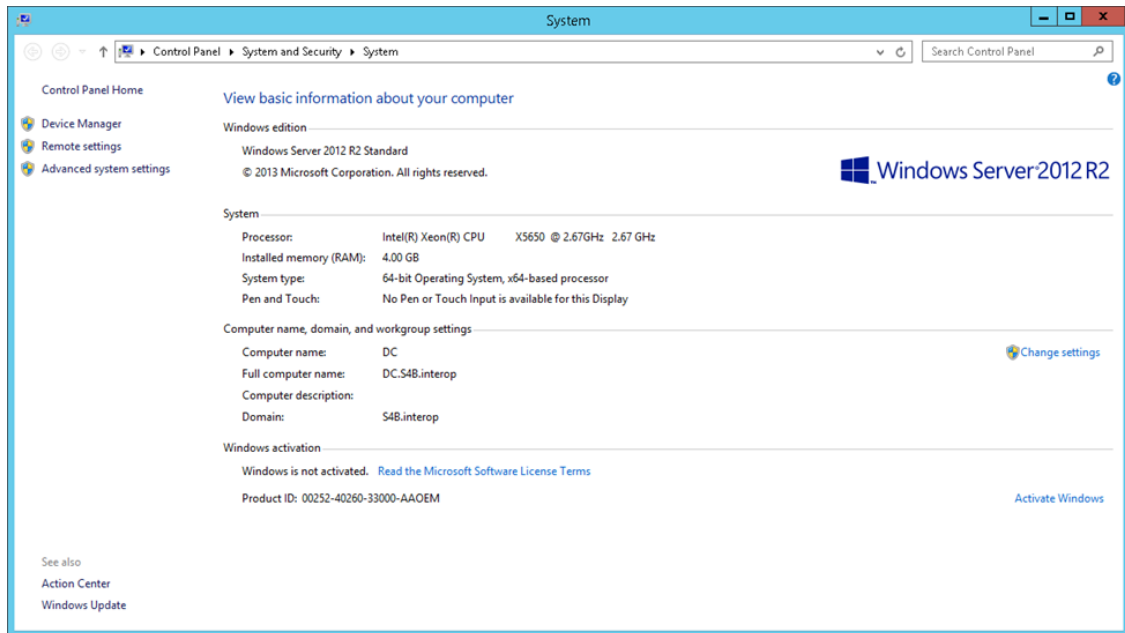 System
Control Panel System and Security System
Search Control Panel
Control Panel Home
Device Manager
Remote settings
Advanced system settings
View basic information about your computer
Windows edition
Windows Server 2012 R2 Standard
© 2013 Microsoft Corporation. All rights reserved.
Windows Server 2012 R2
System
Processor: Intel(R) Xeon(R) CPU X5650 @ 2.67GHz 2.67 GHz
Installed memory (RAM): 4.00 GB
System type: 64-bit Operating System, x64-based processor
Pen and Touch: No Pen or Touch Input is available for this Display
Computer name, domain, and workgroup settings
Computer name: DC Change settings
Full computer name: DC.S4B.interop
Computer description:
Domain: S4B.interop
Windows activation
Windows is not activated. Read the Microsoft Software License Terms
Product ID: 00252-40260-33000-AAOEM Activate Windows
See also
Action Center
Windows Update